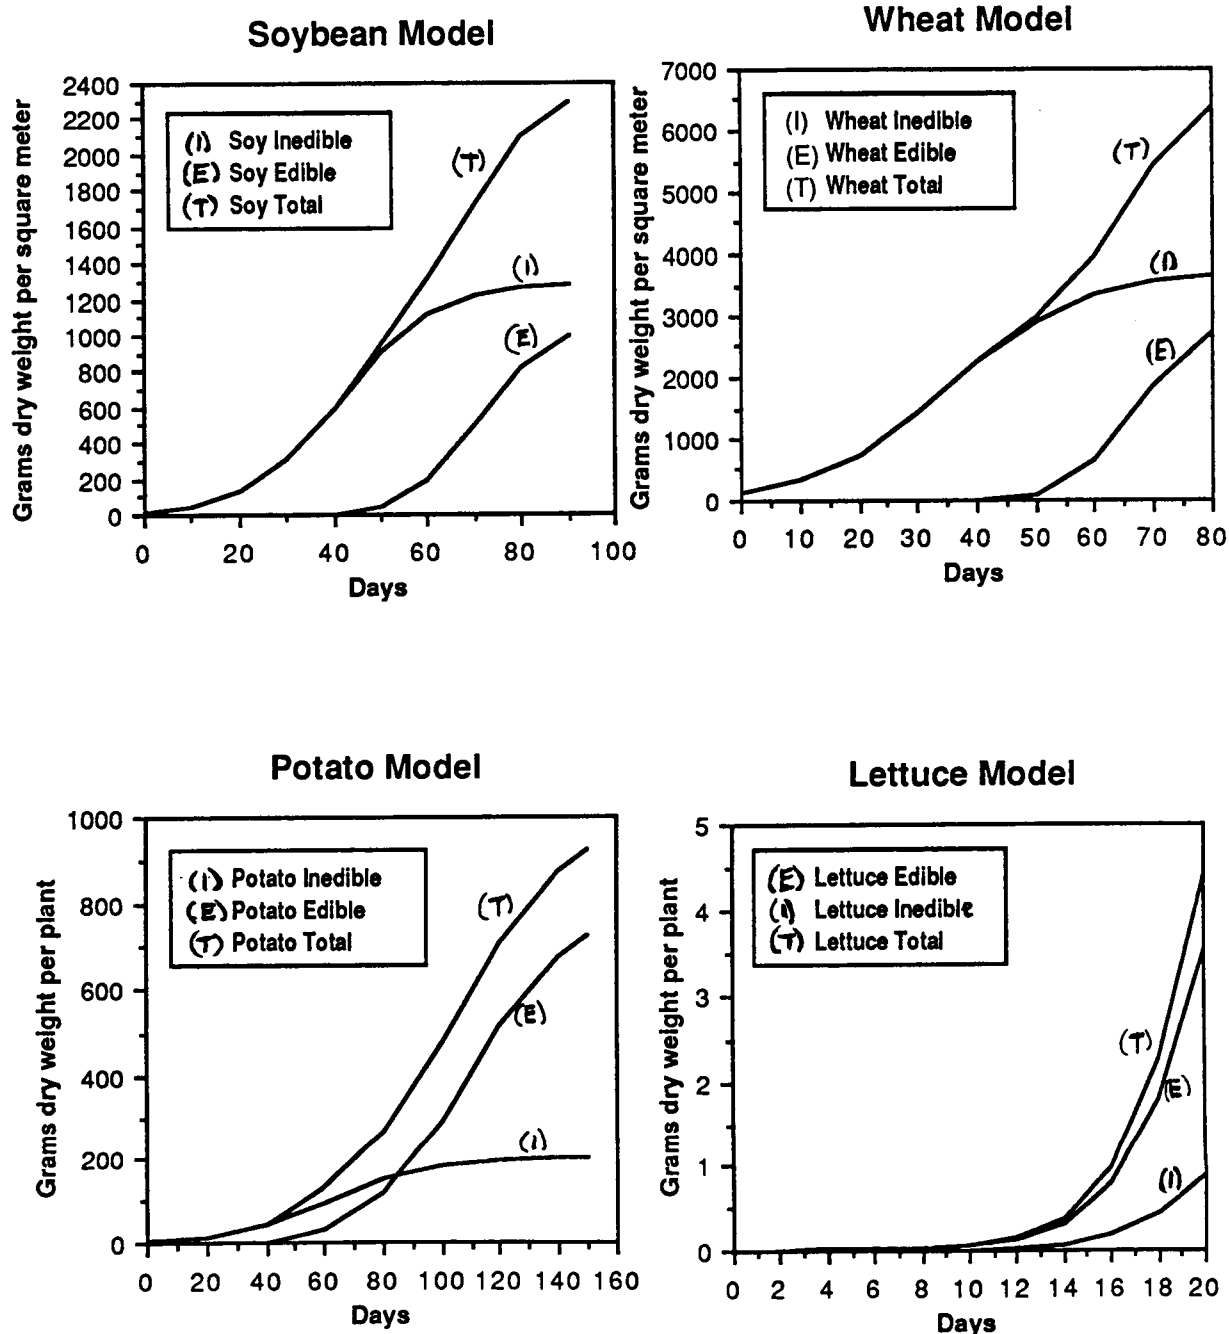 Soybean Model
Grams dry weight per square meter
2400
2200
2000
1800
1600
1400
1200
1000
800
600
400
200
0
(I) Soy Inedible
(E) Soy Edible
(T) Soy Total
(T)
(I)
(E)
0 20 40 60 80 100
Days
Wheat Model
Grams dry weight per square meter
7000
6000
5000
4000
3000
2000
1000
0
(I) Wheat Inedible
(E) Wheat Edible
(T) Wheat Total
(T)
(I)
(E)
0 10 20 30 40 50 60 70 80
Days
Potato Model
Grams dry weight per plant
1000
800
600
400
200
0
(I) Potato Inedible
(E) Potato Edible
(T) Potato Total
(T)
(E)
(I)
0 20 40 60 80 100 120 140 160
Days
Lettuce Model
Grams dry weight per plant
5
4
3
2
1
0
(E) Lettuce Edible
(I) Lettuce Inedible
(T) Lettuce Total
(T)
(E)
(I)
0 2 4 6 8 10 12 14 16 18 20
Days